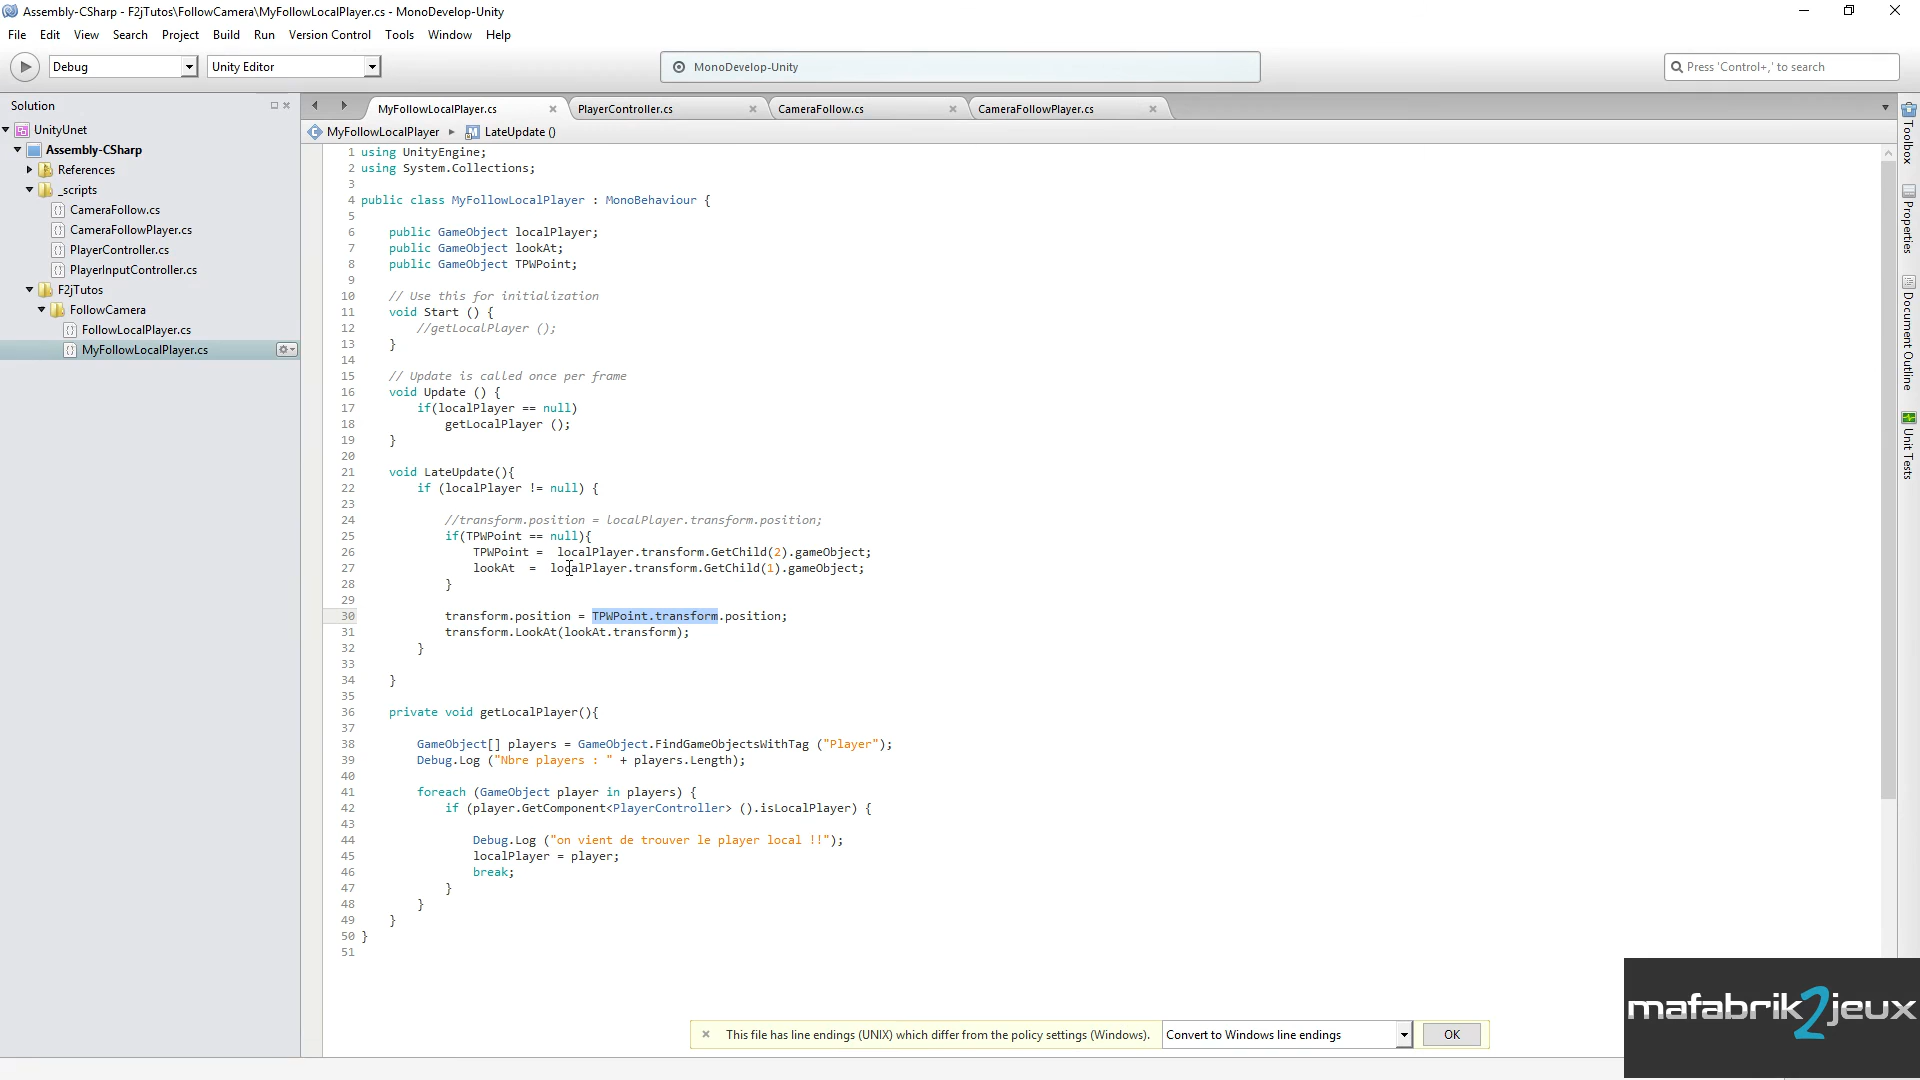 Assembly-CSharp - F2jTutos\FollowCamera\MyFollowLocalPlayer.cs - MonoDevelop-Unity
File Edit View Search Project Build Run Version Control Tools Window Help
Debug Unity Editor MonoDevelop-Unity Press 'Control+,' to search
Solution
UnityUnet
Assembly-CSharp
References
_scripts
CameraFollow.cs
CameraFollowPlayer.cs
PlayerController.cs
PlayerInputController.cs
F2jTutos
FollowCamera
FollowLocalPlayer.cs
MyFollowLocalPlayer.cs
MyFollowLocalPlayer.cs PlayerController.cs CameraFollow.cs CameraFollowPlayer.cs
MyFollowLocalPlayer LateUpdate ()
1 using UnityEngine;
2 using System.Collections;
3
4 public class MyFollowLocalPlayer : MonoBehaviour {
5
6 public GameObject localPlayer;
7 public GameObject lookAt;
8 public GameObject TPWPoint;
9
10 // Use this for initialization
11 void Start () {
12 //getLocalPlayer ();
13 }
14
15 // Update is called once per frame
16 void Update () {
17 if(localPlayer == null)
18 getLocalPlayer ();
19 }
20
21 void LateUpdate(){
22 if (localPlayer != null) {
23
24 //transform.position = localPlayer.transform.position;
25 if(TPWPoint == null){
26 TPWPoint = localPlayer.transform.GetChild(2).gameObject;
27 lookAt = localPlayer.transform.GetChild(1).gameObject;
28 }
29
30 transform.position = TPWPoint.transform.position;
31 transform.LookAt(lookAt.transform);
32 }
33
34 }
35
36 private void getLocalPlayer(){
37
38 GameObject[] players = GameObject.FindGameObjectsWithTag ("Player");
39 Debug.Log ("Nbre players : " + players.Length);
40
41 foreach (GameObject player in players) {
42 if (player.GetComponent<PlayerController> ().isLocalPlayer) {
43
44 Debug.Log ("on vient de trouver le player local !!");
45 localPlayer = player;
46 break;
47 }
48 }
49 }
50 }
51
Toolbox
Properties
Document Outline
Unit Tests
This file has line endings (UNIX) which differ from the policy settings (Windows). Convert to Windows line endings OK
mafabrik2jeux